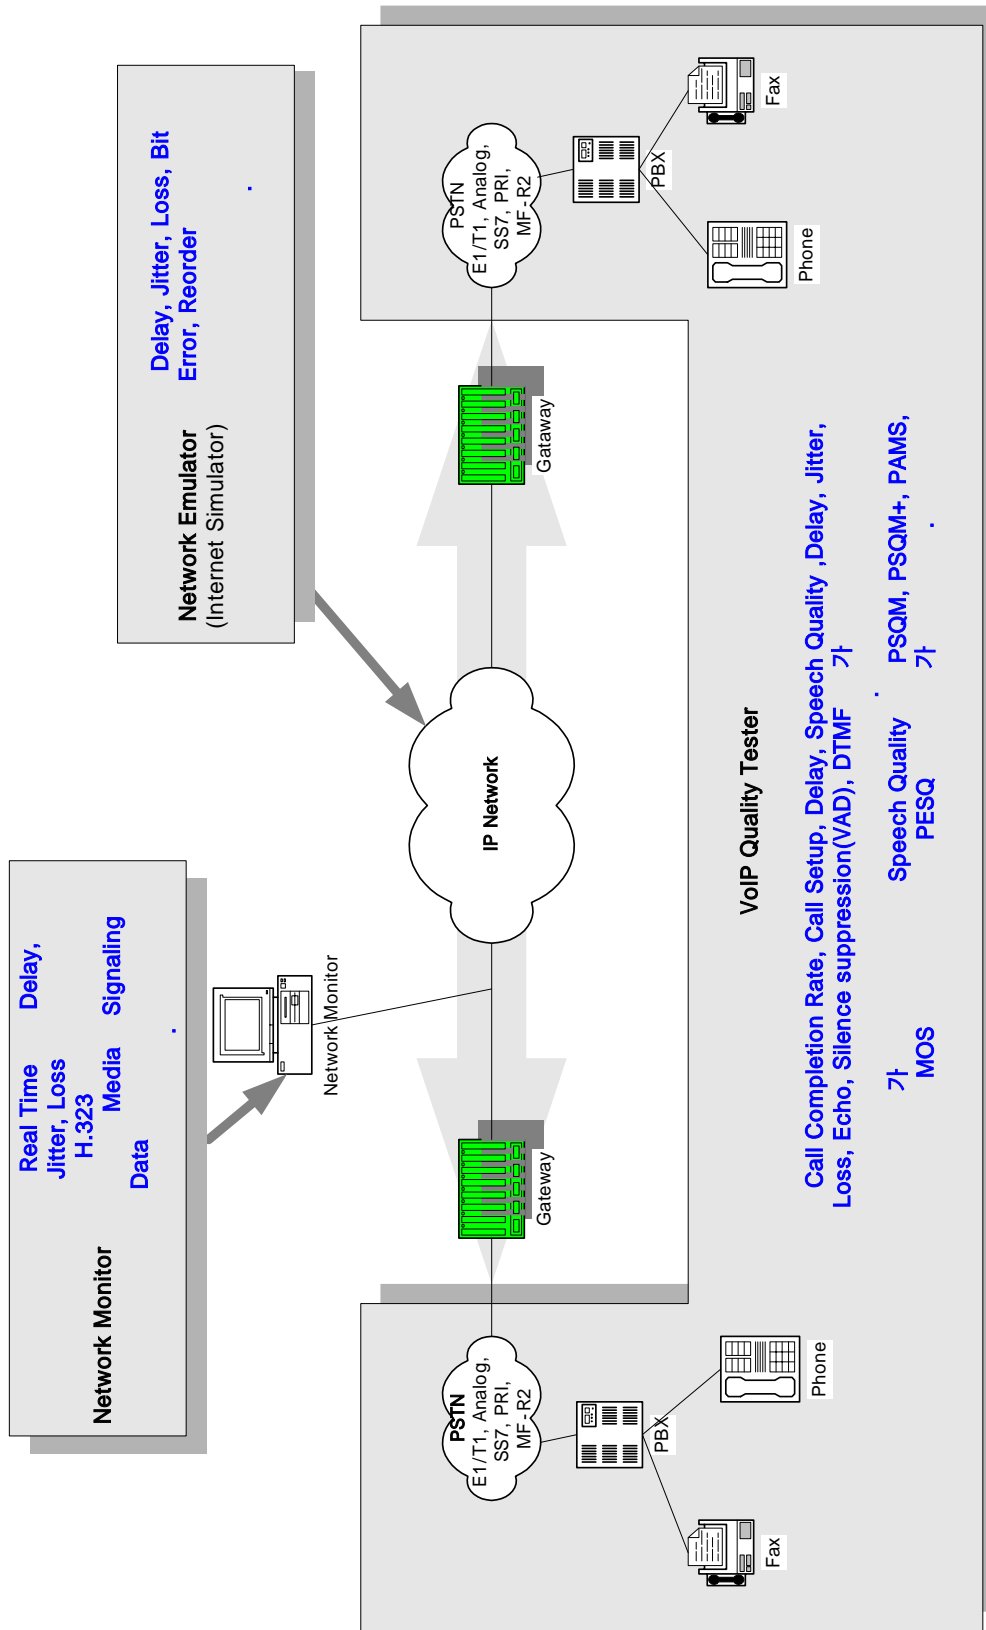 Network Monitor
Real Time Delay,
Jitter, Loss
H.323
Media Signaling
Data .
Network Emulator
(Internet Simulator)
Delay, Jitter, Loss, Bit
Error, Reorder
.
Network Monitor
IP Network
Gateway
Gataway
PSTN
E1/T1, Analog,
SS7, PRI,
MF-R2
PBX
Fax
Phone
PSTN
E1/T1, Analog,
SS7, PRI,
MF-R2
PBX
Phone
Fax
VoIP Quality Tester
Call Completion Rate, Call Setup, Delay, Speech Quality ,Delay, Jitter,
Loss, Echo, Silence suppression(VAD), DTMF 가
.
가 Speech Quality PSQM, PSQM+, PAMS,
MOS PESQ 가 .